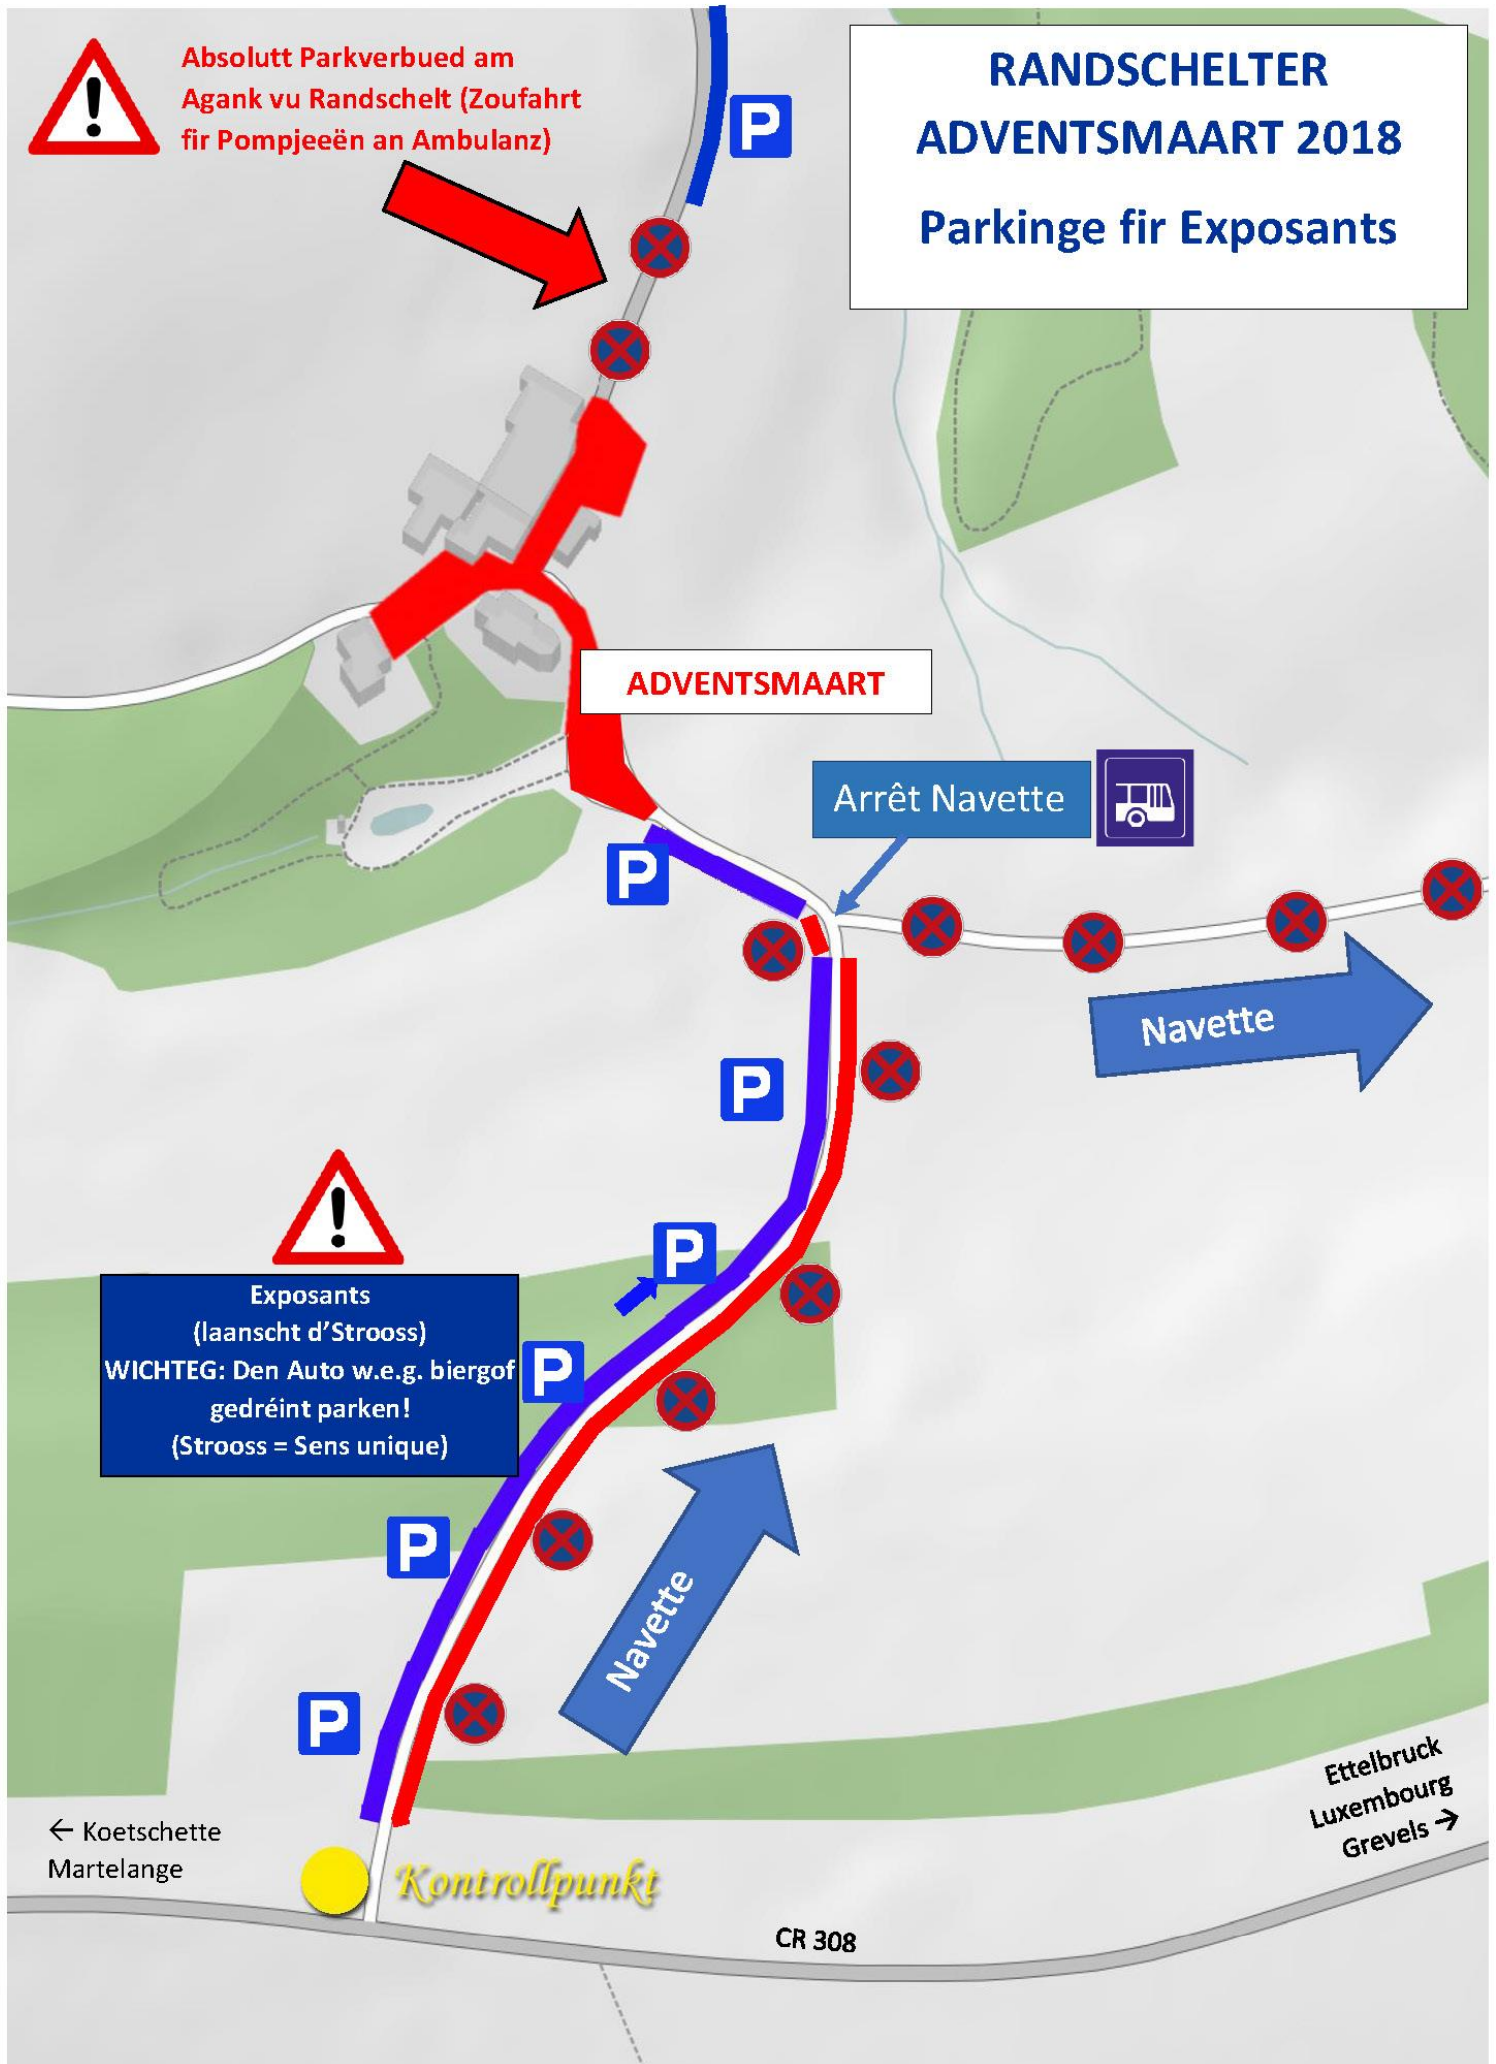 Absolutt Parkverbued am
Agank vu Randschelt (Zoufahrt
fir Pompjeeën an Ambulanz)
RANDSCHELTER
ADVENTSMAART 2018
Parkinge fir Exposants
P
ADVENTSMAART
Arrêt Navette
P
Navette
P
P
Exposants
(laanscht d'Strooss)
WICHTEG: Den Auto w.e.g. biergof
gedréint parken!
(Strooss = Sens unique)
P
P
Navette
P
Ettelbruck
Luxembourg
Grevels →
← Koetschette
Martelange
Kontrollpunkt
CR 308